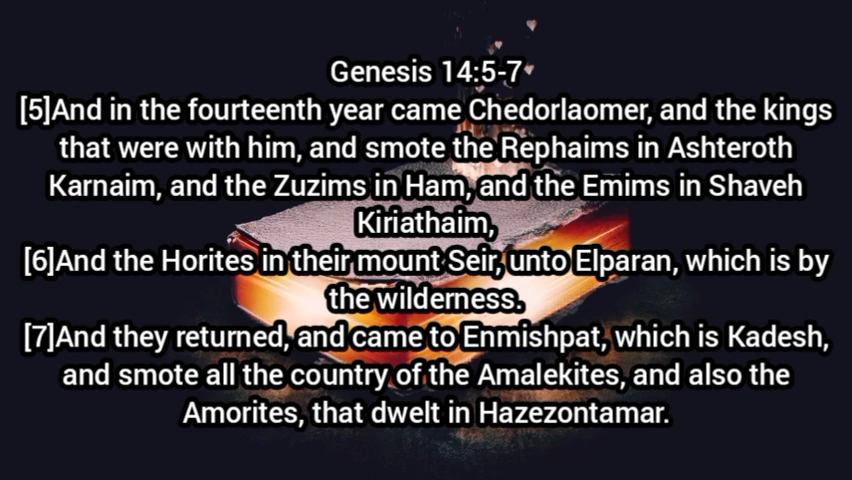 Genesis 14:5-7
[5]And in the fourteenth year came Chedorlaomer, and the kings
that were with him, and smote the Rephaims in Ashteroth
Karnaim, and the Zuzims in Ham, and the Emims in Shaveh
Kiriathaim,
[6]And the Horites in their mount Seir, unto Elparan, which is by
the wilderness.
[7]And they returned, and came to Enmishpat, which is Kadesh,
and smote all the country of the Amalekites, and also the
Amorites, that dwelt in Hazezontamar.